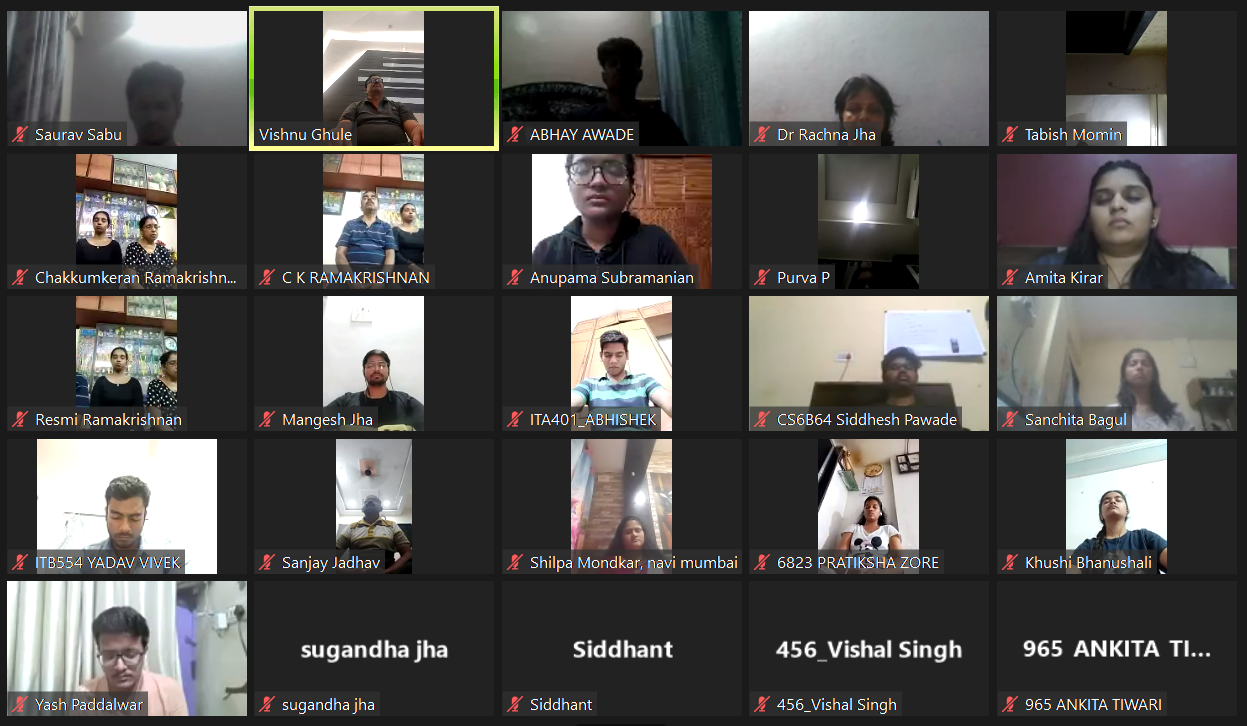 Saurav Sabu
Vishnu Ghule
ABHAY AWADE
Dr Rachna Jha
Tabish Momin
Chakkumkeran Ramakrishn...
C K RAMAKRISHNAN
Anupama Subramanian
Purva P
Amita Kirar
Resmi Ramakrishnan
Mangesh Jha
ITA401_ABHISHEK
CS6B64 Siddhesh Pawade
Sanchita Bagul
ITB554 YADAV VIVEK
Sanjay Jadhav
Shilpa Mondkar, navi mumbai
6823 PRATIKSHA ZORE
Khushi Bhanushali
Yash Paddalwar
sugandha jha
sugandha jha
Siddhant
Siddhant
456_Vishal Singh
456_Vishal Singh
965 ANKITA TI...
965 ANKITA TIWARI